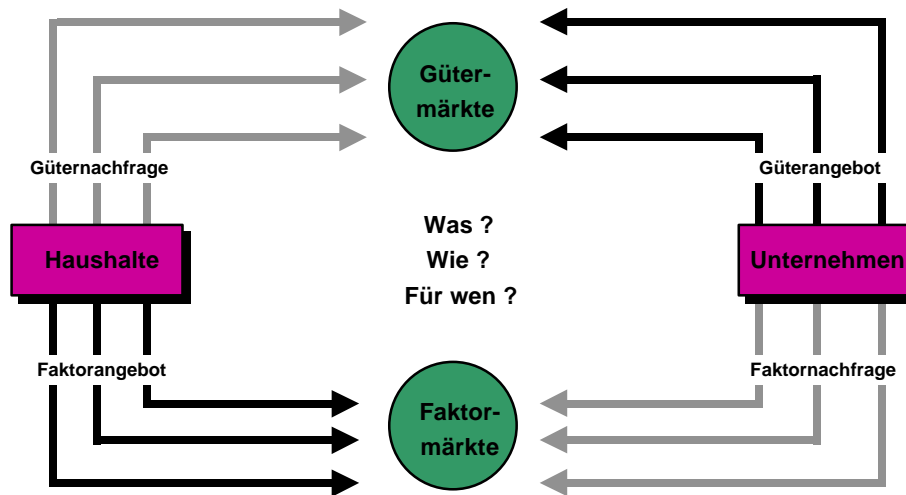 Güter-
märkte
Güternachfrage
Güterangebot
Was ?
Haushalte
Wie ?
Unternehmen
Für wen ?
Faktorangebot
Faktornachfrage
Faktor-
märkte